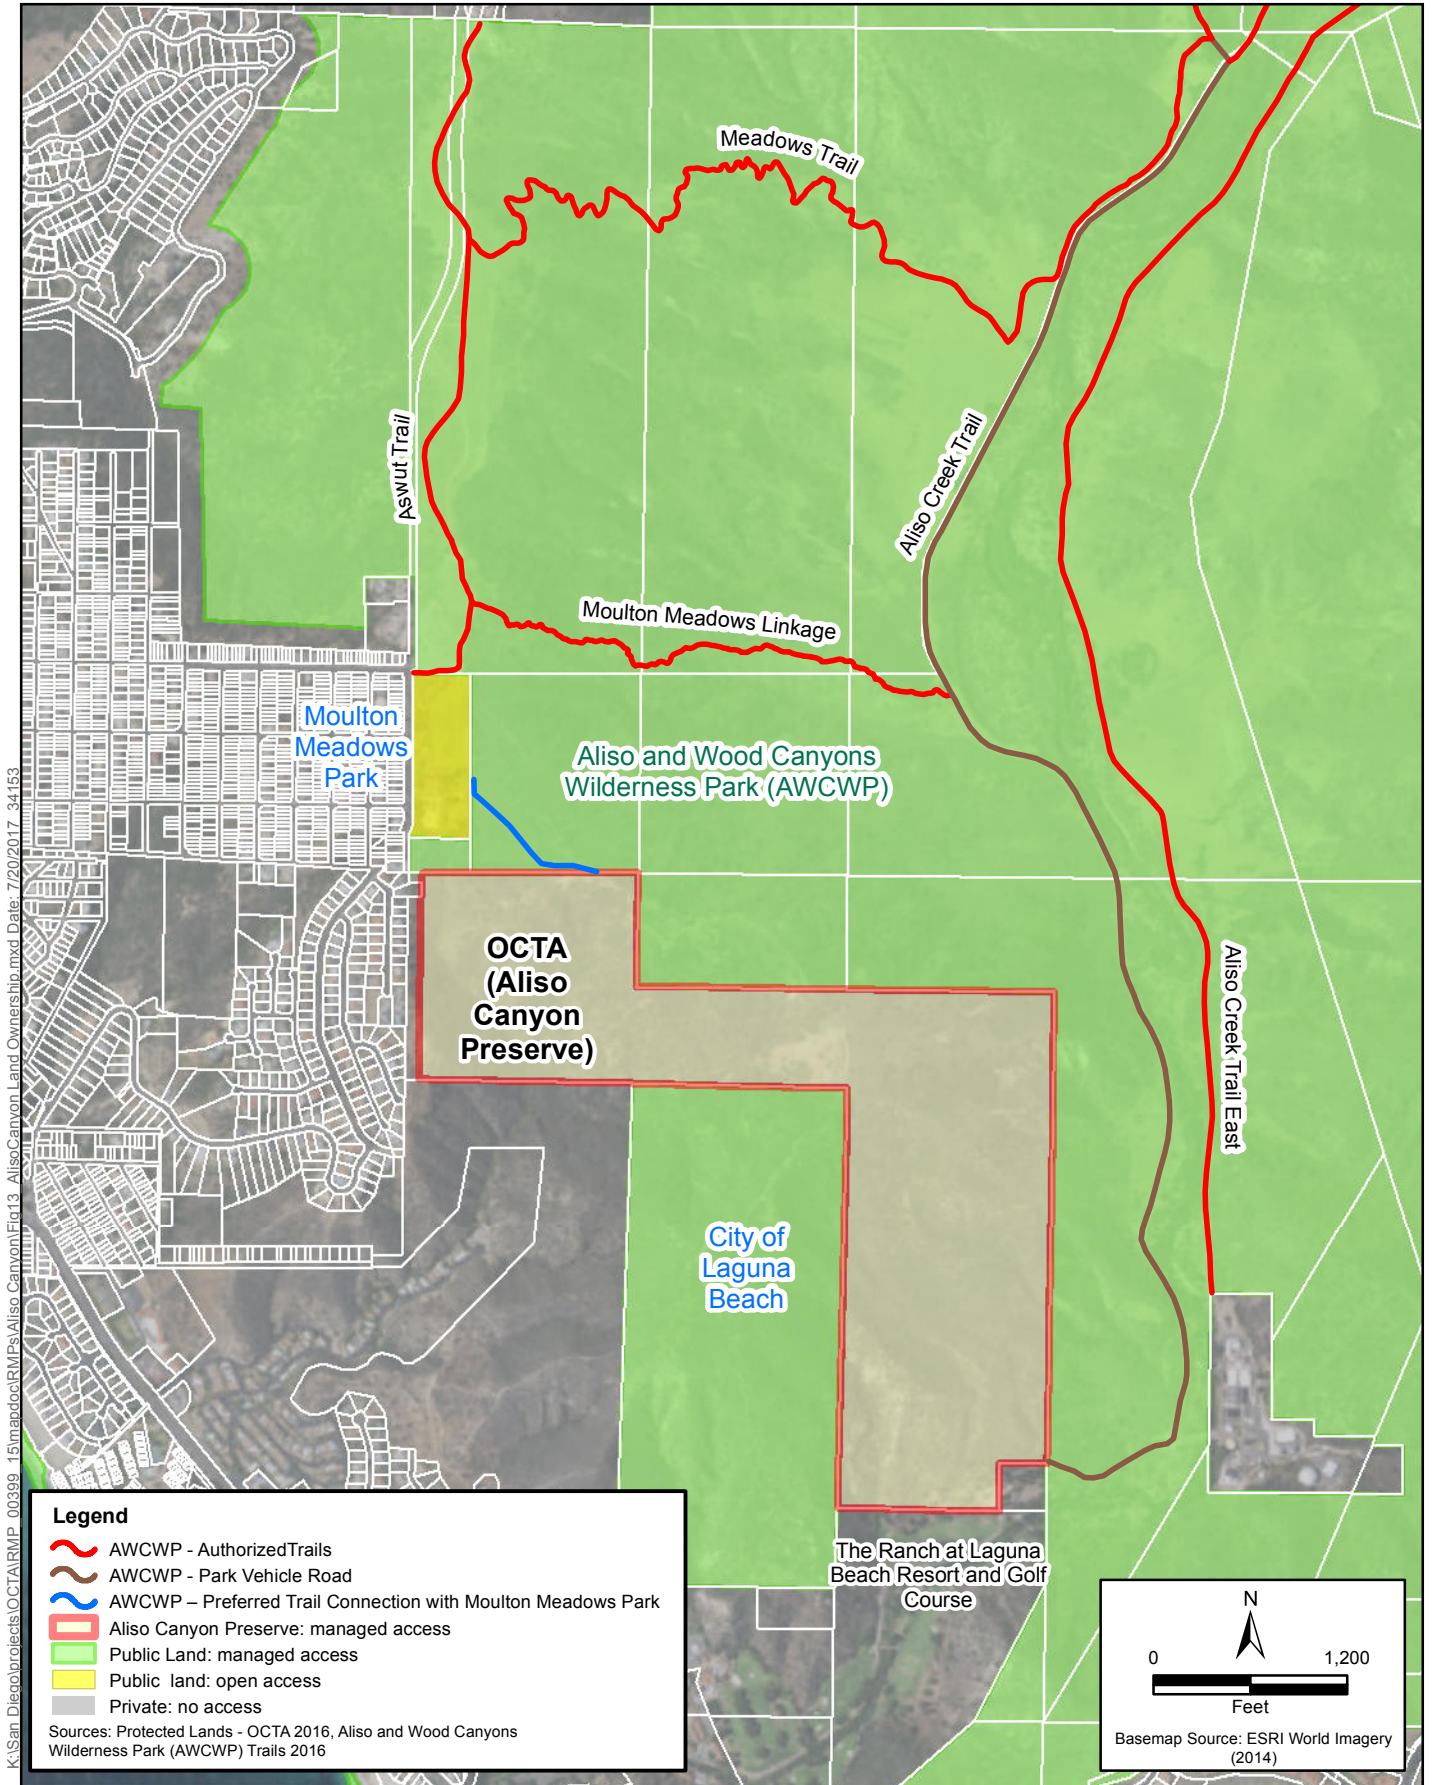 Meadows Trail
Aswut Trail
Aliso Creek Trail
Moulton Meadows Linkage
Moulton
Meadows
Park
Aliso and Wood Canyons
Wilderness Park (AWCWP)
OCTA
(Aliso
Canyon
Preserve)
Aliso Creek Trail East
City of
Laguna
Beach
The Ranch at Laguna
Beach Resort and Golf
Course
K:\San Diego\projects\OCTA\RMP_00399_15\mapdoc\RMPs\Aliso Canyon\Fig13_AlisoCanyon Land Ownership.mxd Date: 7/20/2017 34153
Legend
AWCWP - AuthorizedTrails
AWCWP - Park Vehicle Road
AWCWP – Preferred Trail Connection with Moulton Meadows Park
Aliso Canyon Preserve: managed access
Public Land: managed access
Public land: open access
Private: no access
Sources: Protected Lands - OCTA 2016, Aliso and Wood Canyons
Wilderness Park (AWCWP) Trails 2016
N
0 1,200
Feet
Basemap Source: ESRI World Imagery
(2014)